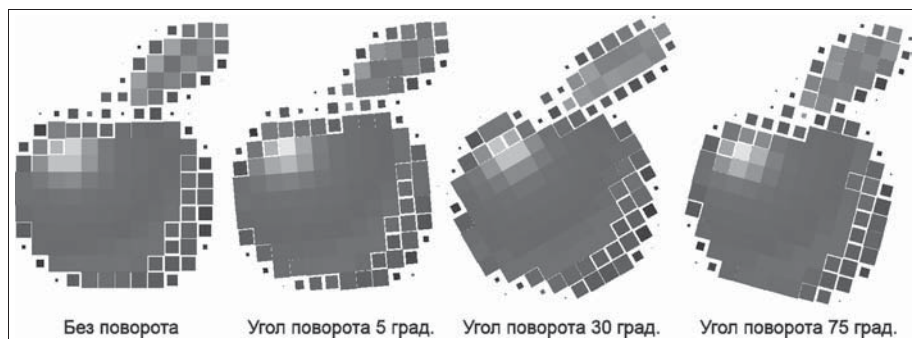 Без поворота
Угол поворота 5 град.
Угол поворота 30 град.
Угол поворота 75 град.